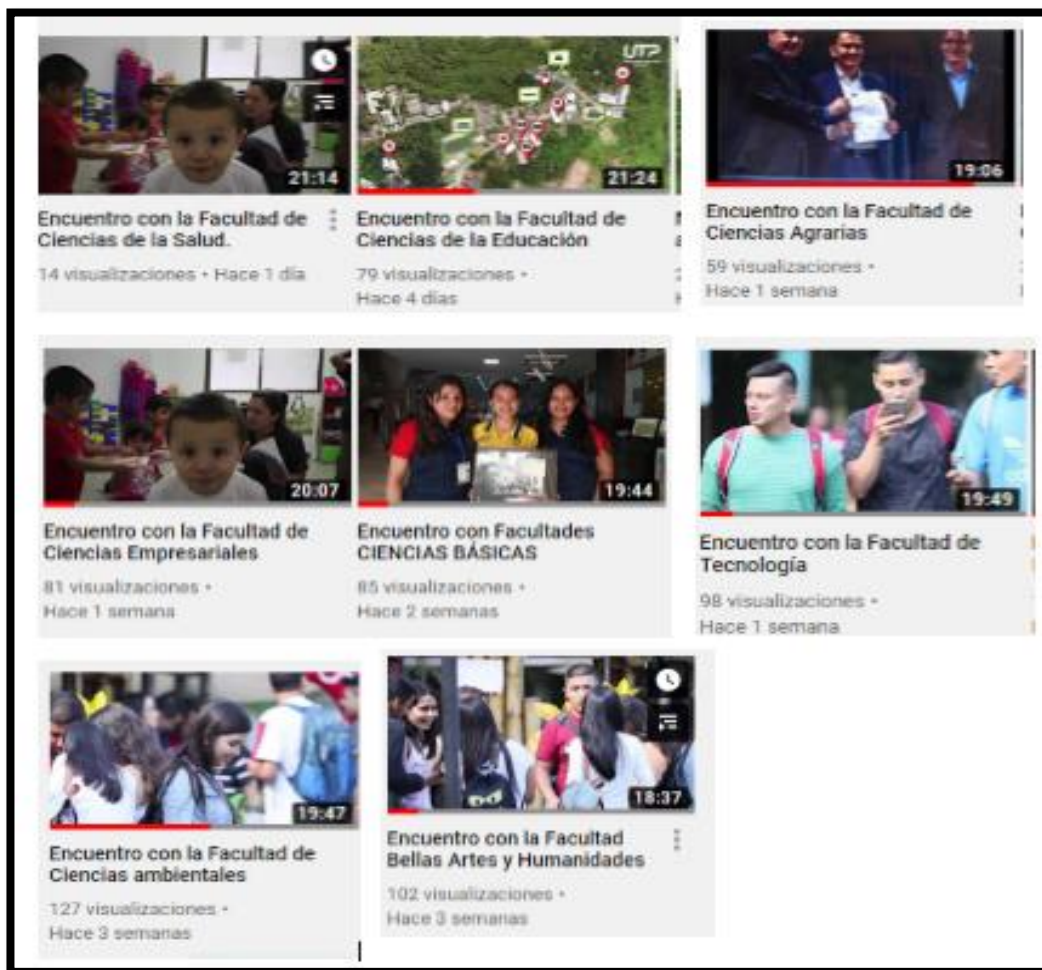 UTP
21:14
21:24
19:06
Encuentro con la Facultad de
Ciencias de la Salud.
14 visualizaciones • Hace 1 día
Encuentro con la Facultad de
Ciencias de la Educación
79 visualizaciones •
Hace 4 días
Encuentro con la Facultad de
Ciencias Agrarias
59 visualizaciones •
Hace 1 semana
20:07
19:44
19:49
Encuentro con la Facultad de
Ciencias Empresariales
81 visualizaciones •
Hace 1 semana
Encuentro con Facultades
CIENCIAS BÁSICAS
85 visualizaciones •
Hace 2 semanas
Encuentro con la Facultad de
Tecnología
98 visualizaciones •
Hace 1 semana
19:47
18:37
Encuentro con la Facultad de
Ciencias ambientales
127 visualizaciones •
Hace 3 semanas
Encuentro con la Facultad
Bellas Artes y Humanidades
102 visualizaciones •
Hace 3 semanas